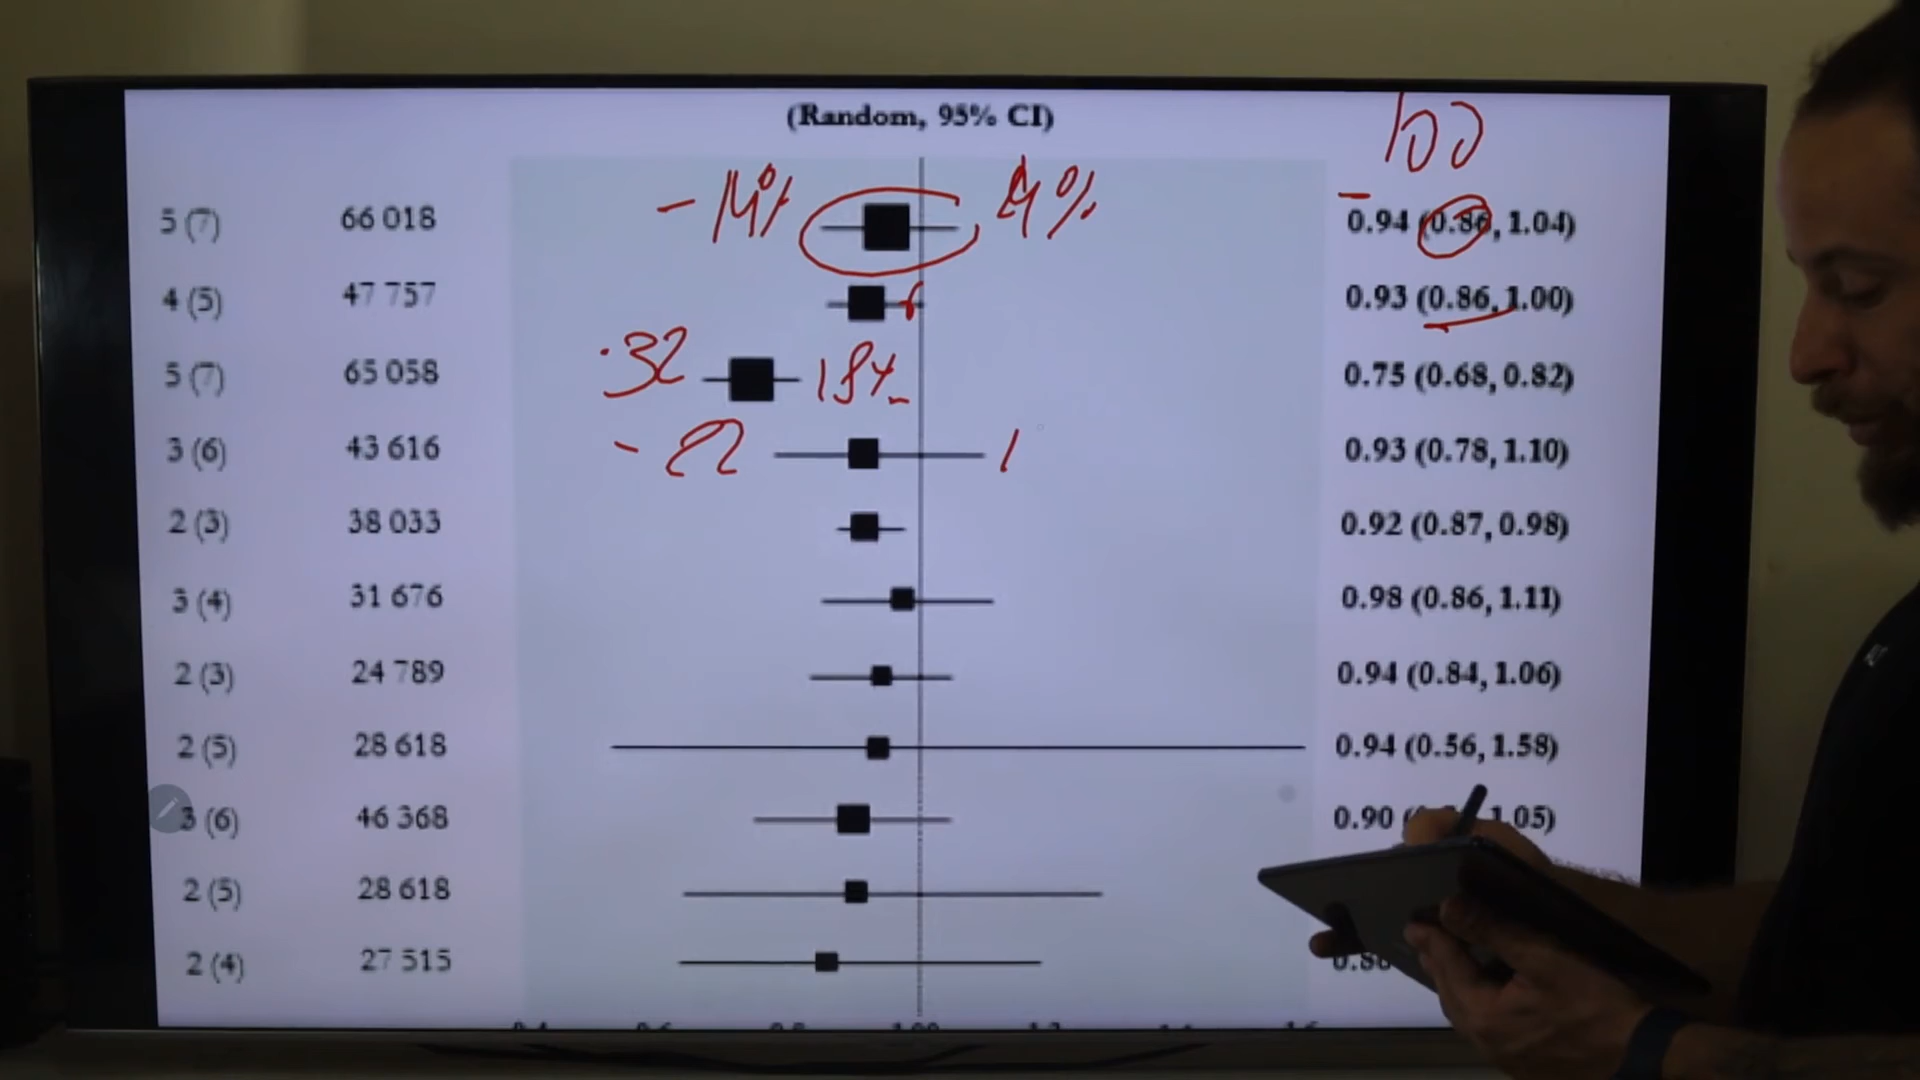 (Random, 95% CI)
100
5 (7) 66 018 - 14% 4% 0.94 (0.86, 1.04)
4 (5) 47 757 0.93 (0.86, 1.00)
5 (7) 65 058 32 18% 0.75 (0.68, 0.82)
3 (6) 43 616 - 22 1 0.93 (0.78, 1.10)
2 (3) 38 033 0.92 (0.87, 0.98)
3 (4) 31 676 0.98 (0.86, 1.11)
2 (3) 24 789 0.94 (0.84, 1.06)
2 (5) 28 618 0.94 (0.56, 1.58)
3 (6) 46 368 0.90 1.05)
2 (5) 28 618
2 (4) 27 515